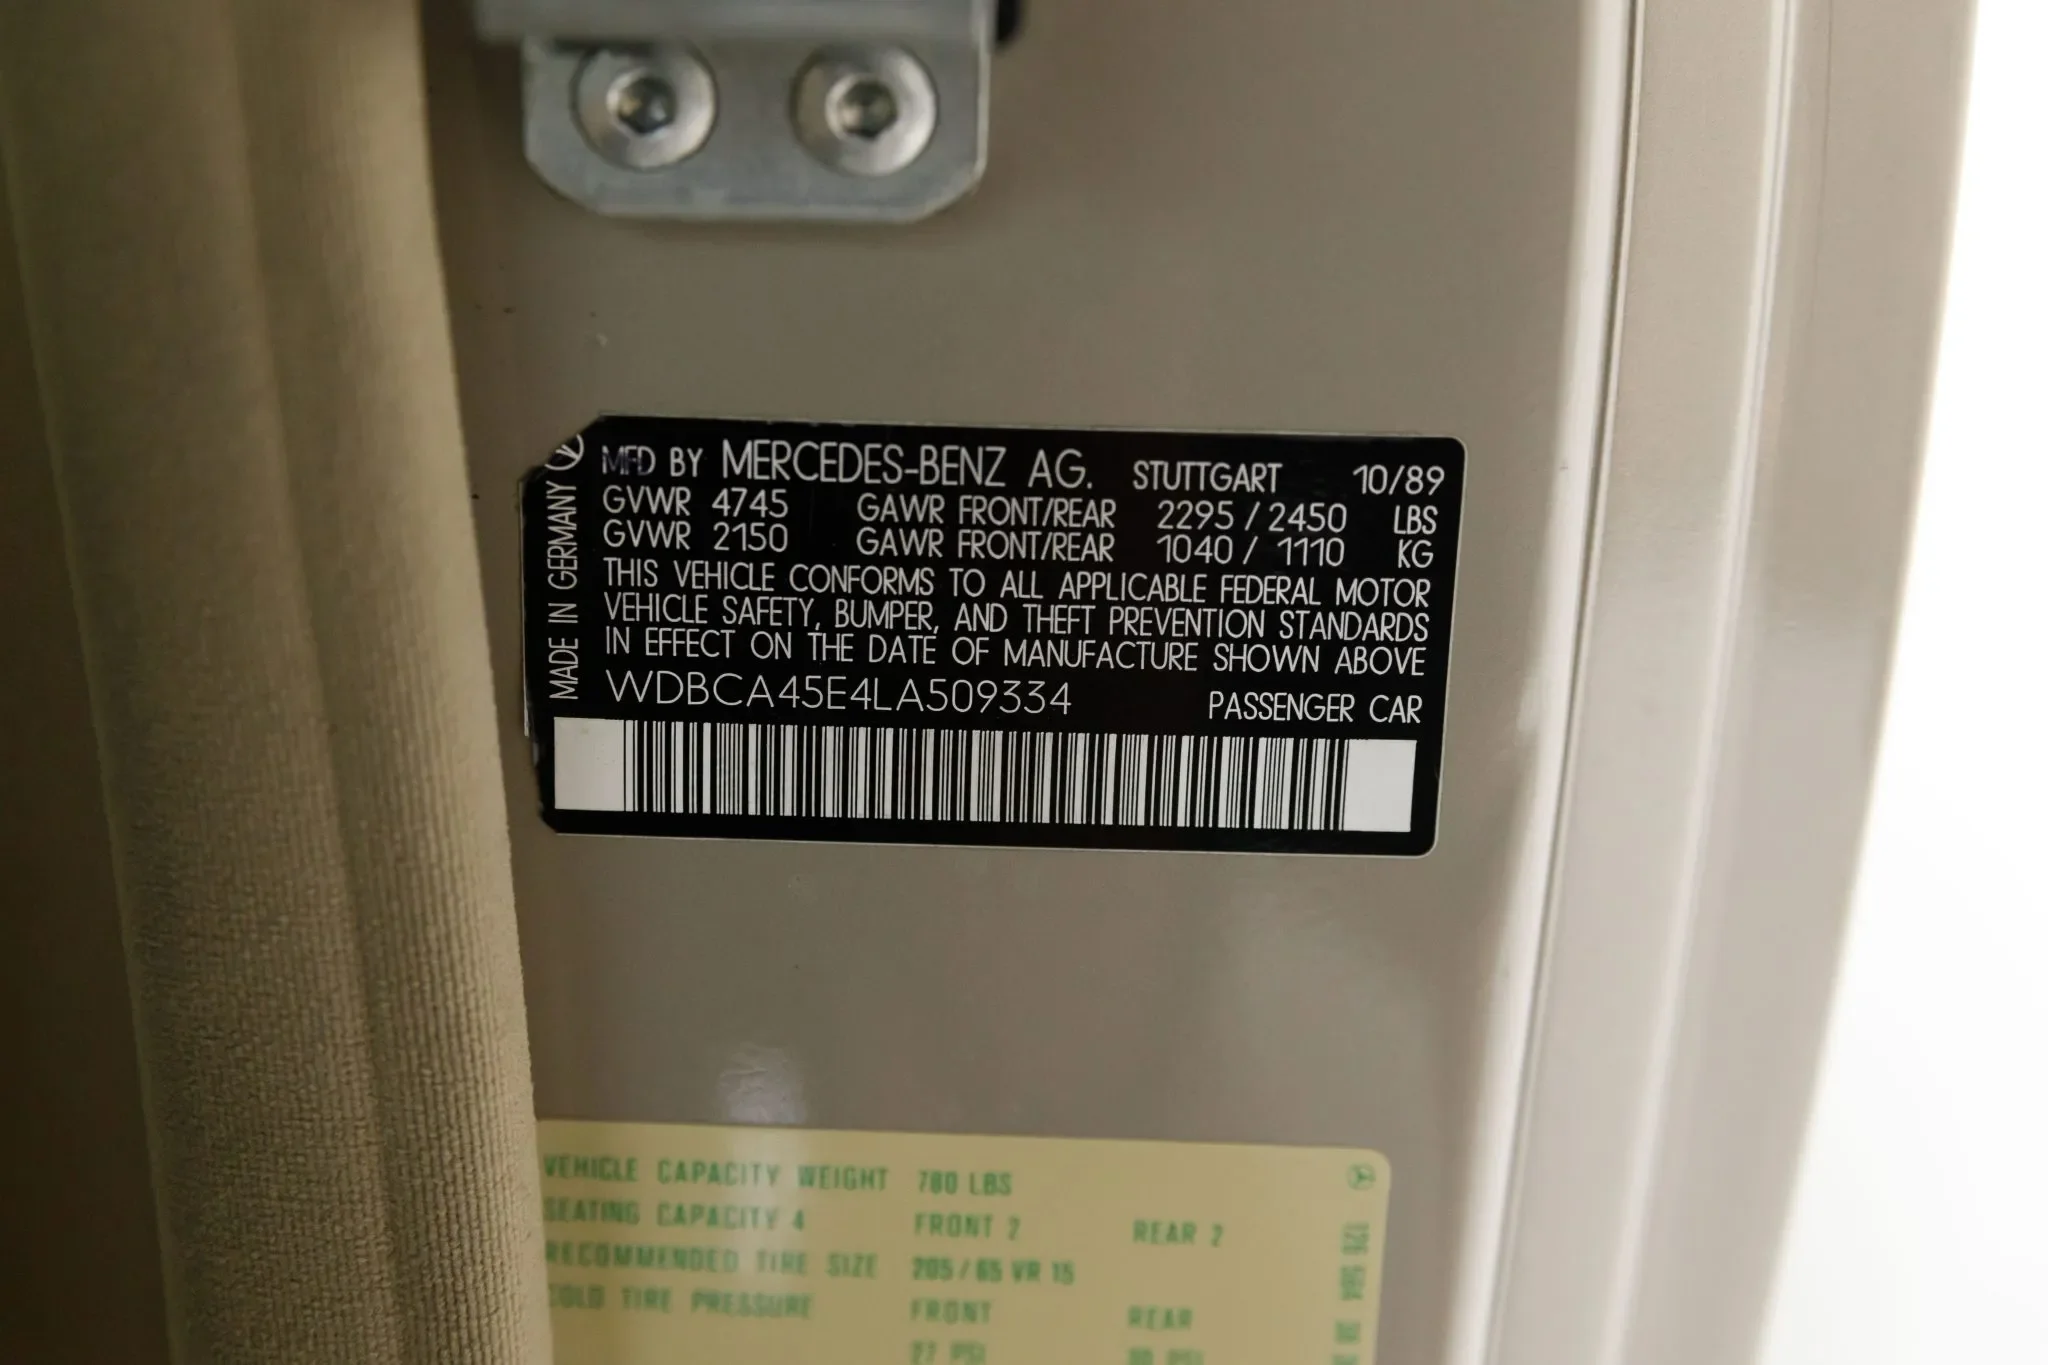 MADE IN GERMANY
MFD BY MERCEDES-BENZ AG. STUTTGART 10/89
GVWR 4745 GAWR FRONT/REAR 2295 / 2450 LBS
GVWR 2150 GAWR FRONT/REAR 1040 / 1110 KG
THIS VEHICLE CONFORMS TO ALL APPLICABLE FEDERAL MOTOR
VEHICLE SAFETY, BUMPER, AND THEFT PREVENTION STANDARDS
IN EFFECT ON THE DATE OF MANUFACTURE SHOWN ABOVE
WDBCA45E4LA509334 PASSENGER CAR
VEHICLE CAPACITY WEIGHT 780 LBS
SEATING CAPACITY 4 FRONT 2 REAR 2
RECOMMENDED TIRE SIZE 205 / 65 VR 15
COLD TIRE PRESSURE FRONT REAR
PSI PSI
126 584